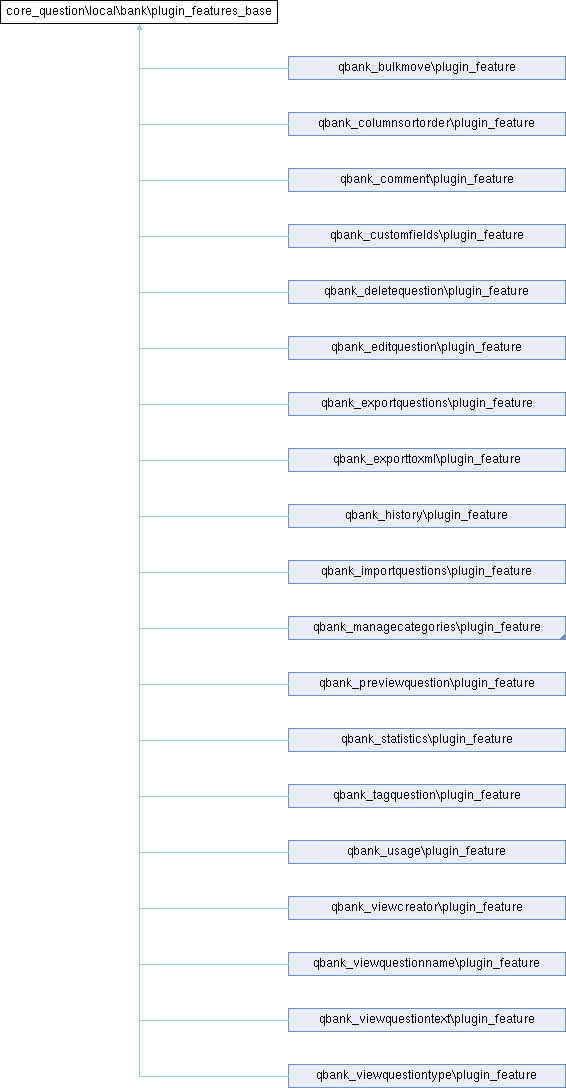 core_question\local\bank\plugin_features_base
qbank_bulkmove\plugin_feature
qbank_columnsortorder\plugin_feature
qbank_comment\plugin_feature
qbank_customfields\plugin_feature
qbank_deletequestion\plugin_feature
qbank_editquestion\plugin_feature
qbank_exportquestions\plugin_feature
qbank_exporttoxml\plugin_feature
qbank_history\plugin_feature
qbank_importquestions\plugin_feature
qbank_managecategories\plugin_feature
qbank_previewquestion\plugin_feature
qbank_statistics\plugin_feature
qbank_tagquestion\plugin_feature
qbank_usage\plugin_feature
qbank_viewcreator\plugin_feature
qbank_viewquestionname\plugin_feature
qbank_viewquestiontext\plugin_feature
qbank_viewquestiontype\plugin_feature